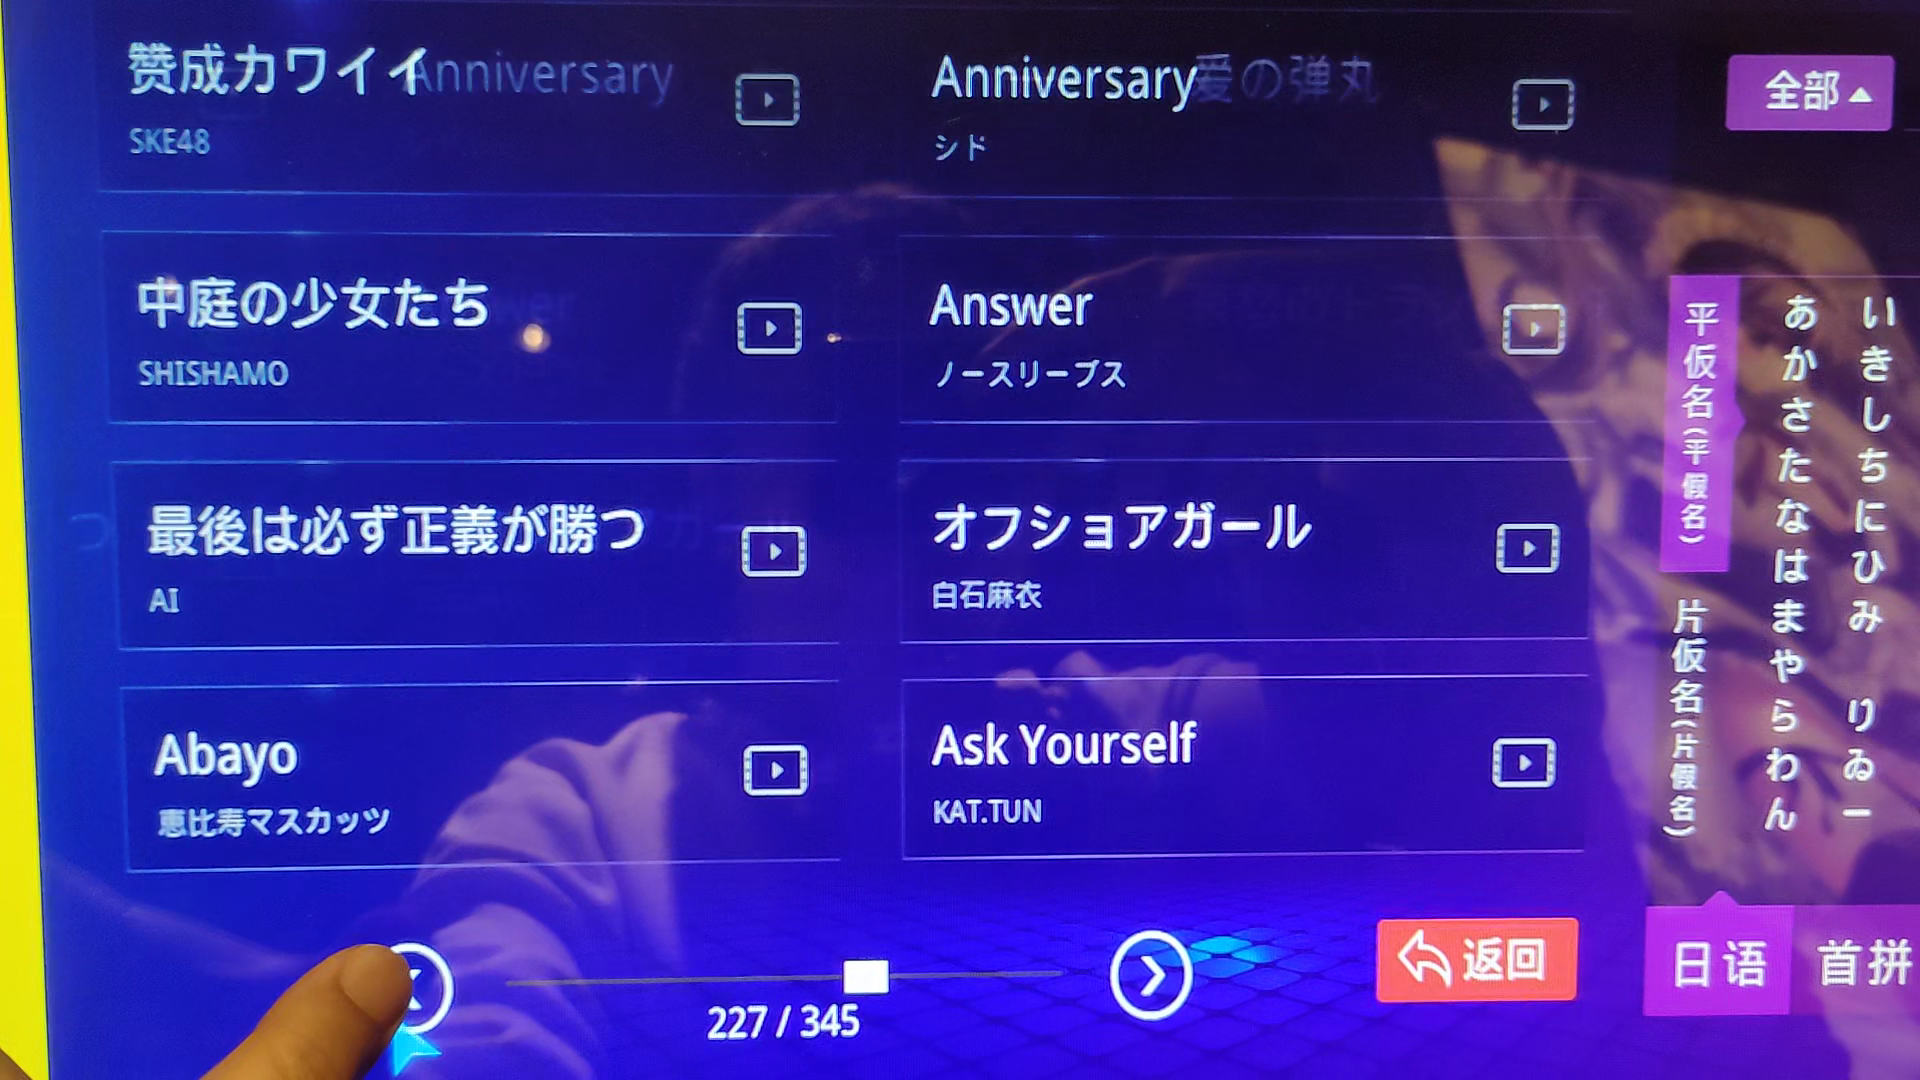 赞成カワイイ
Anniversary
SKE48
Anniversary
愛の弾丸
シド
全部
中庭の少女たち
SHISHAMO
Answer
ノースリーブス
最後は必ず正義が勝つ
AI
オフショアガール
白石麻衣
Abayo
恵比寿マスカッツ
Ask Yourself
KAT.TUN
平仮名(平假名)
片仮名(片假名)
あかさたなはまやらわん
いきしちにひみ りゐー
227 / 345
返回
日语
首拼